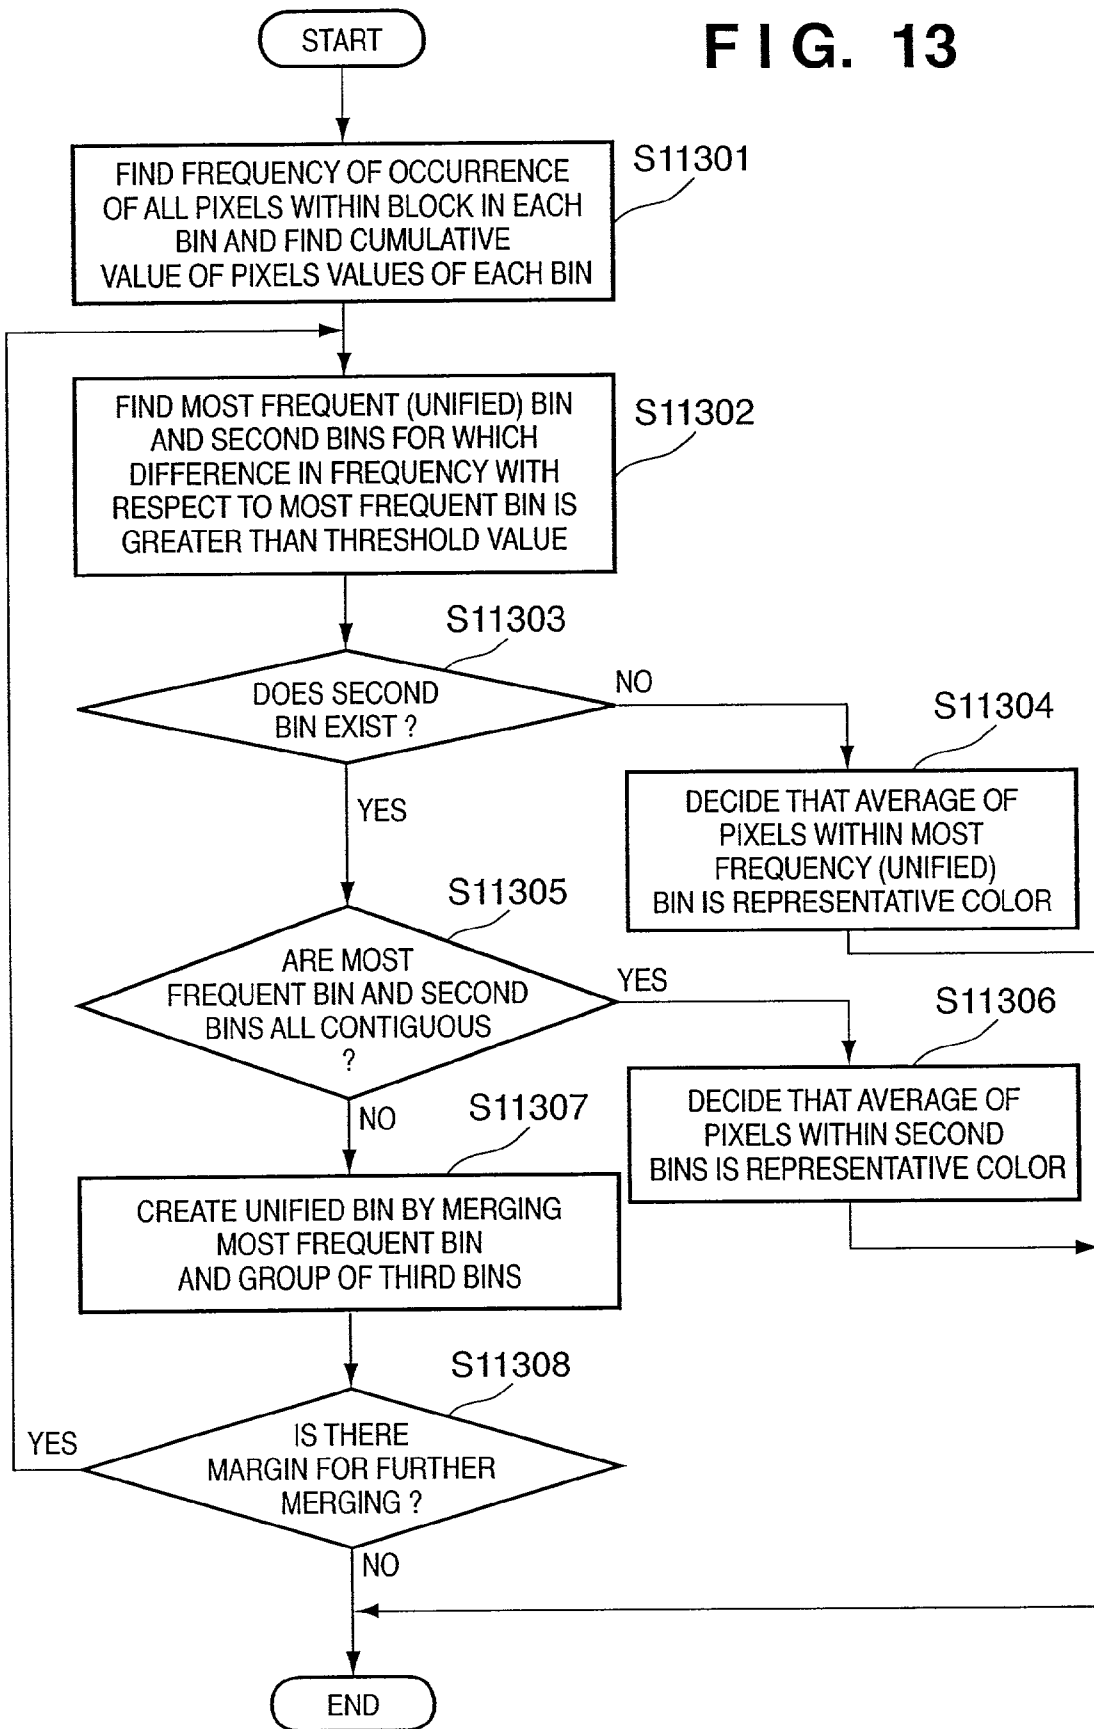 START
F I G. 13
S11301
FIND FREQUENCY OF OCCURRENCE
OF ALL PIXELS WITHIN BLOCK IN EACH
BIN AND FIND CUMULATIVE
VALUE OF PIXELS VALUES OF EACH BIN
S11302
FIND MOST FREQUENT (UNIFIED) BIN
AND SECOND BINS FOR WHICH
DIFFERENCE IN FREQUENCY WITH
RESPECT TO MOST FREQUENT BIN IS
GREATER THAN THRESHOLD VALUE
S11303
DOES SECOND
BIN EXIST ?
NO
YES
S11304
DECIDE THAT AVERAGE OF
PIXELS WITHIN MOST
FREQUENCY (UNIFIED)
BIN IS REPRESENTATIVE COLOR
S11305
ARE MOST
FREQUENT BIN AND SECOND
BINS ALL CONTIGUOUS
?
YES
NO
S11306
DECIDE THAT AVERAGE OF
PIXELS WITHIN SECOND
BINS IS REPRESENTATIVE COLOR
S11307
CREATE UNIFIED BIN BY MERGING
MOST FREQUENT BIN
AND GROUP OF THIRD BINS
S11308
IS THERE
MARGIN FOR FURTHER
MERGING ?
YES
NO
END